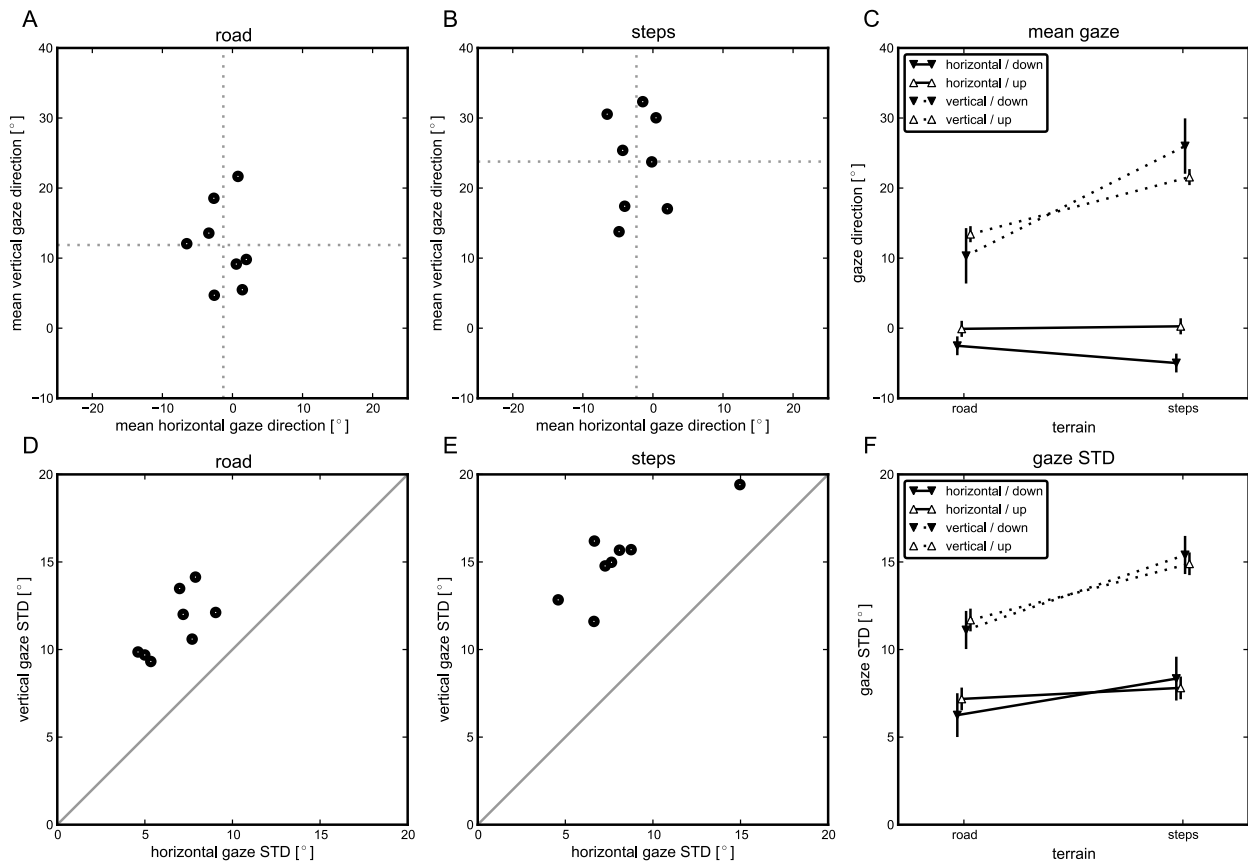 A
road
40
30
20
10
0
−10
mean vertical gaze direction [°]
−20
−10
0
10
20
mean horizontal gaze direction [°]
B
steps
40
30
20
10
0
−10
mean vertical gaze direction [°]
−20
−10
0
10
20
mean horizontal gaze direction [°]
C
mean gaze
40
30
20
10
0
−10
gaze direction [°]
horizontal / down
horizontal / up
vertical / down
vertical / up
road
steps
terrain
D
road
20
15
10
5
0
vertical gaze STD [°]
0
5
10
15
20
horizontal gaze STD [°]
E
steps
20
15
10
5
0
vertical gaze STD [°]
0
5
10
15
20
horizontal gaze STD [°]
F
gaze STD
20
15
10
5
0
gaze STD [°]
horizontal / down
horizontal / up
vertical / down
vertical / up
road
steps
terrain